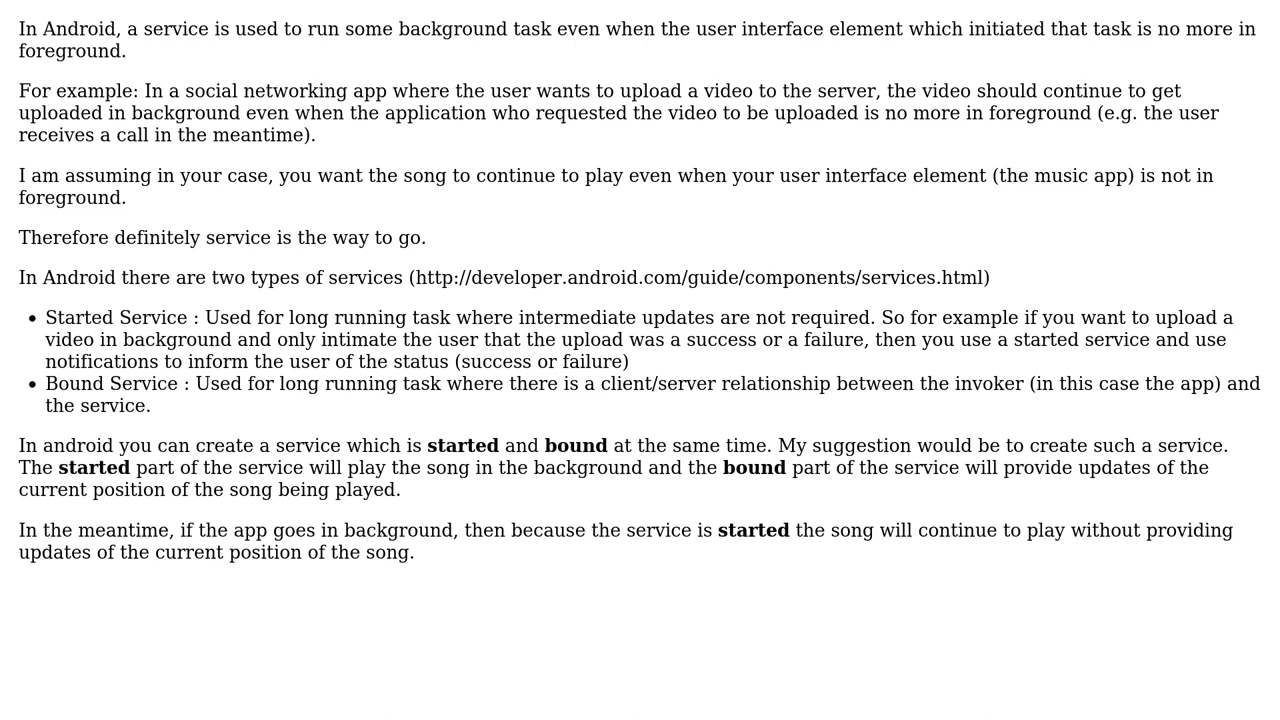 In Android, a service is used to run some background task even when the user interface element which initiated that task is no more in
foreground.
For example: In a social networking app where the user wants to upload a video to the server, the video should continue to get
uploaded in background even when the application who requested the video to be uploaded is no more in foreground (e.g. the user
receives a call in the meantime).
I am assuming in your case, you want the song to continue to play even when your user interface element (the music app) is not in
foreground.
Therefore definitely service is the way to go.
In Android there are two types of services (http://developer.android.com/guide/components/services.html)
• Started Service : Used for long running task where intermediate updates are not required. So for example if you want to upload a
video in background and only intimate the user that the upload was a success or a failure, then you use a started service and use
notifications to inform the user of the status (success or failure)
• Bound Service : Used for long running task where there is a client/server relationship between the invoker (in this case the app) and
the service.
In android you can create a service which is started and bound at the same time. My suggestion would be to create such a service.
The started part of the service will play the song in the background and the bound part of the service will provide updates of the
current position of the song being played.
In the meantime, if the app goes in background, then because the service is started the song will continue to play without providing
updates of the current position of the song.